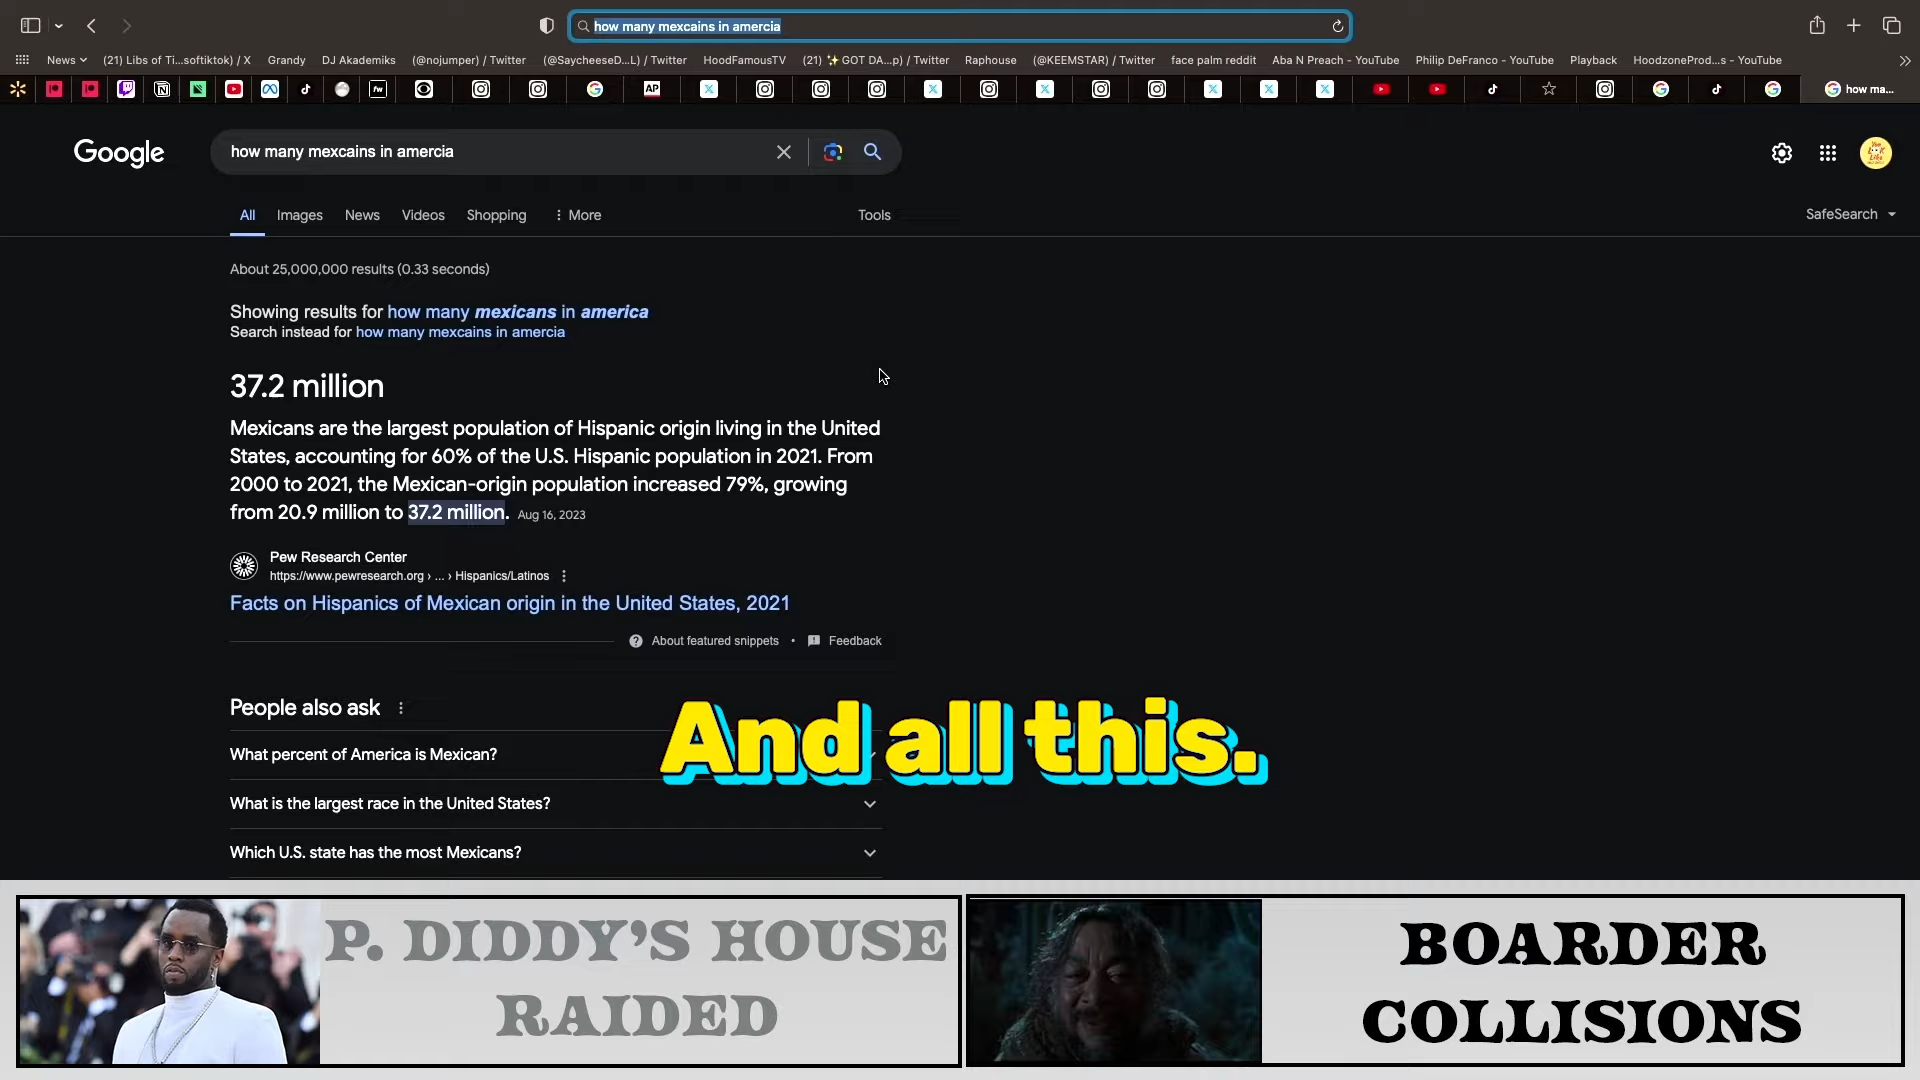 how many mexcains in amercia
News
(21) Libs of Ti...softiktok) / X
Grandy
DJ Akademiks
(@nojumper) / Twitter
(@SaycheeseD...L) / Twitter
HoodFamousTV
(21) ✨GOT DA...p) / Twitter
Raphouse
(@KEEMSTAR) / Twitter
face palm reddit
Aba N Preach - YouTube
Philip DeFranco - YouTube
Playback
HoodzoneProd...s - YouTube
fw
AP
how ma...
Google
how many mexcains in amercia
All
Images
News
Videos
Shopping
More
Tools
SafeSearch
About 25,000,000 results (0.33 seconds)
Showing results for how many mexicans in america
Search instead for how many mexcains in amercia
37.2 million
Mexicans are the largest population of Hispanic origin living in the United
States, accounting for 60% of the U.S. Hispanic population in 2021. From
2000 to 2021, the Mexican-origin population increased 79%, growing
from 20.9 million to 37.2 million. Aug 16, 2023
Pew Research Center
https://www.pewresearch.org › ... › Hispanics/Latinos
Facts on Hispanics of Mexican origin in the United States, 2021
About featured snippets • Feedback
People also ask
And all this.
What percent of America is Mexican?
What is the largest race in the United States?
Which U.S. state has the most Mexicans?
P. DIDDY'S HOUSE
RAIDED
BOARDER
COLLISIONS